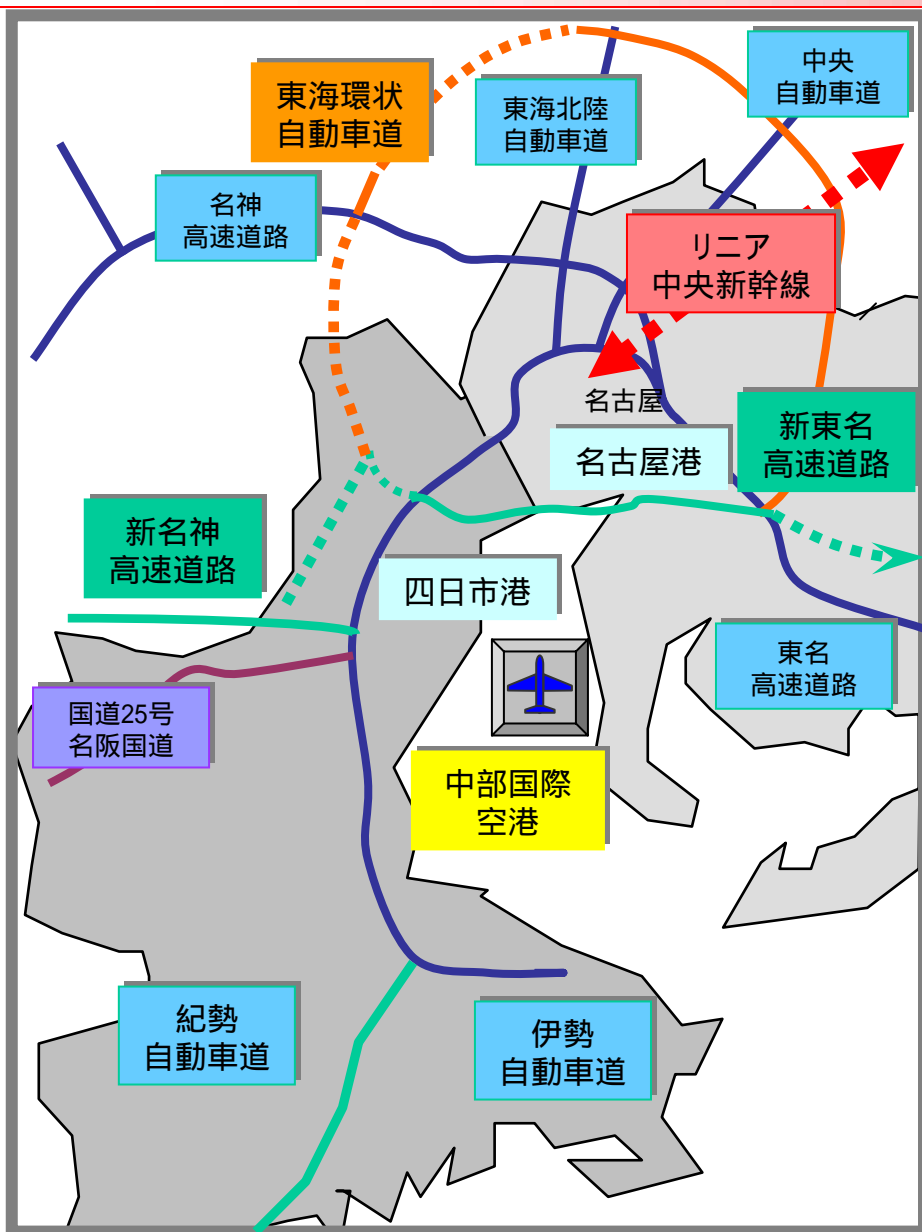 中央
自動車道
東海環状
自動車道
東海北陸
自動車道
名神
高速道路
リニア
中央新幹線
名古屋
新東名
高速道路
名古屋港
新名神
高速道路
四日市港
東名
高速道路
国道25号
名阪国道
中部国際
空港
紀勢
自動車道
伊勢
自動車道